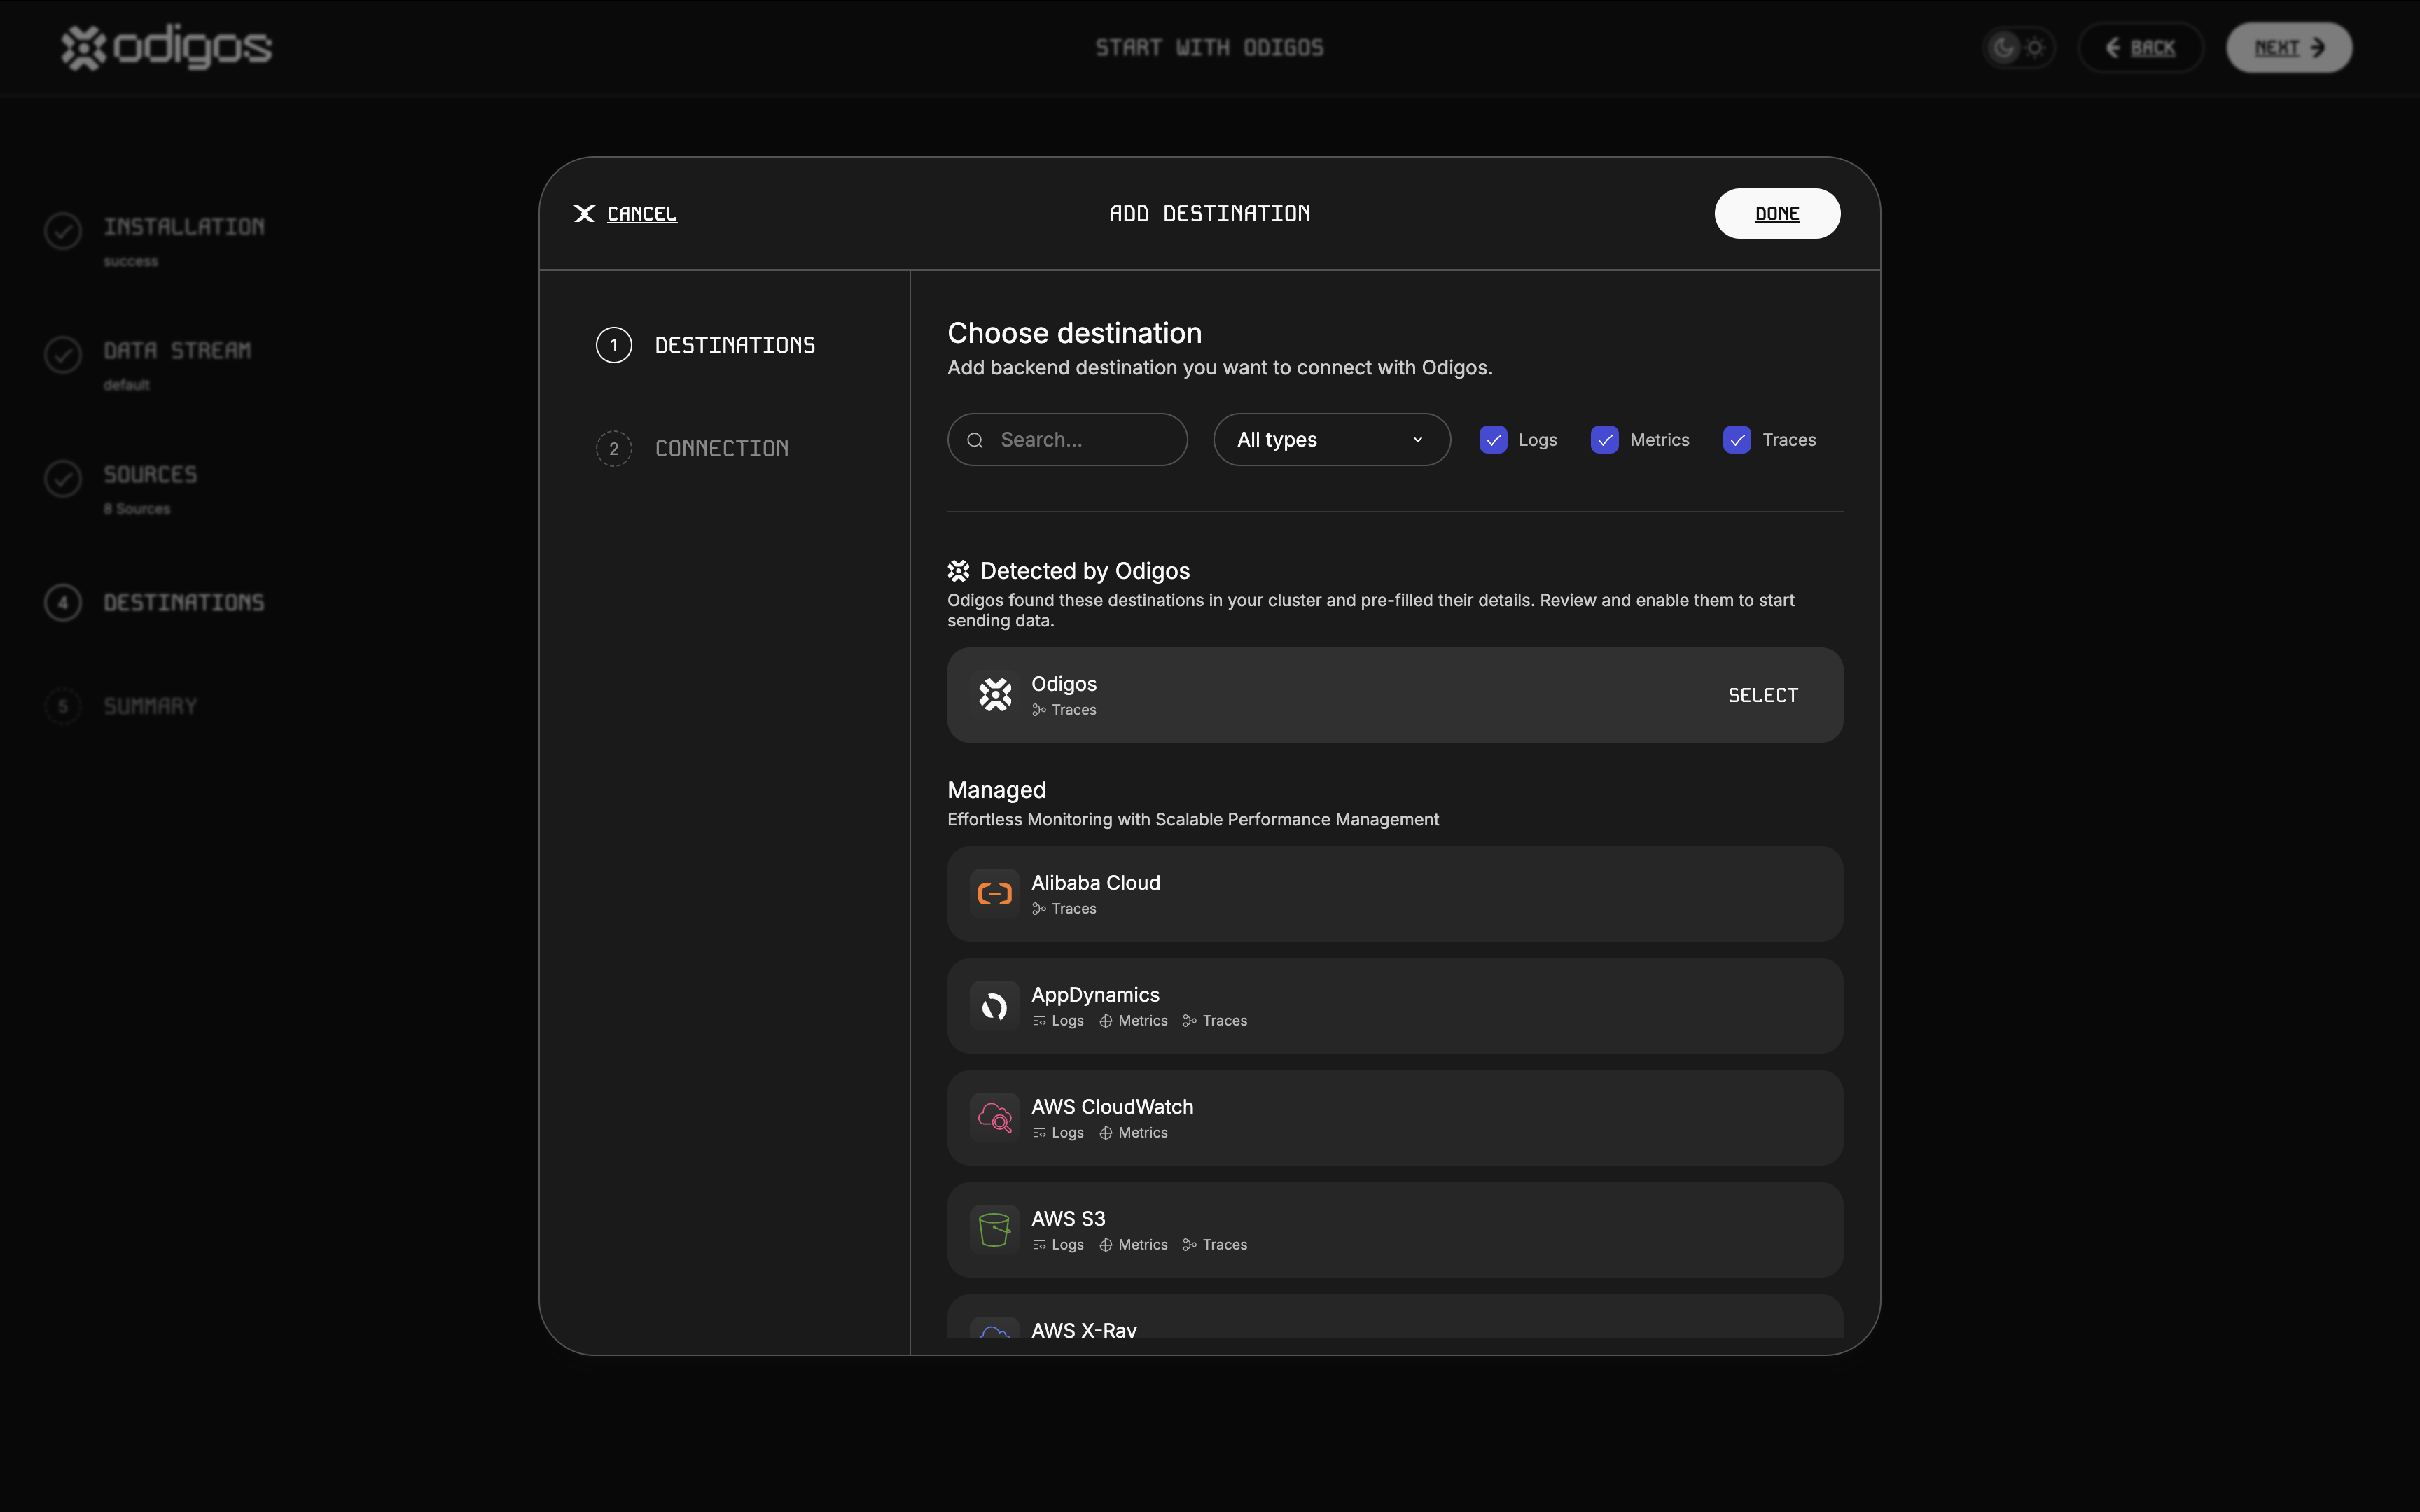 odigos
START WITH ODIGOS
BACK
NEXT
INSTALLATION
success
DATA STREAM
default
SOURCES
8 Sources
4
DESTINATIONS
5
SUMMARY
CANCEL
ADD DESTINATION
DONE
1
DESTINATIONS
2
CONNECTION
Choose destination
Add backend destination you want to connect with Odigos.
Search...
All types
Logs
Metrics
Traces
Detected by Odigos
Odigos found these destinations in your cluster and pre-filled their details. Review and enable them to start
sending data.
Odigos
Traces
SELECT
Managed
Effortless Monitoring with Scalable Performance Management
Alibaba Cloud
Traces
AppDynamics
Logs Metrics Traces
AWS CloudWatch
Logs Metrics
AWS S3
Logs Metrics Traces
AWS X-Ray